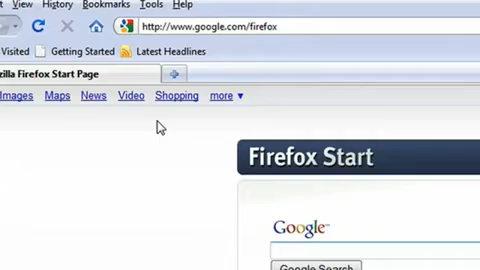 View History Bookmarks Tools Help
http://www.google.com/firefox
Visited Getting Started Latest Headlines
zilla Firefox Start Page
Images Maps News Video Shopping more ▼
Firefox Start
Google™
Google Search